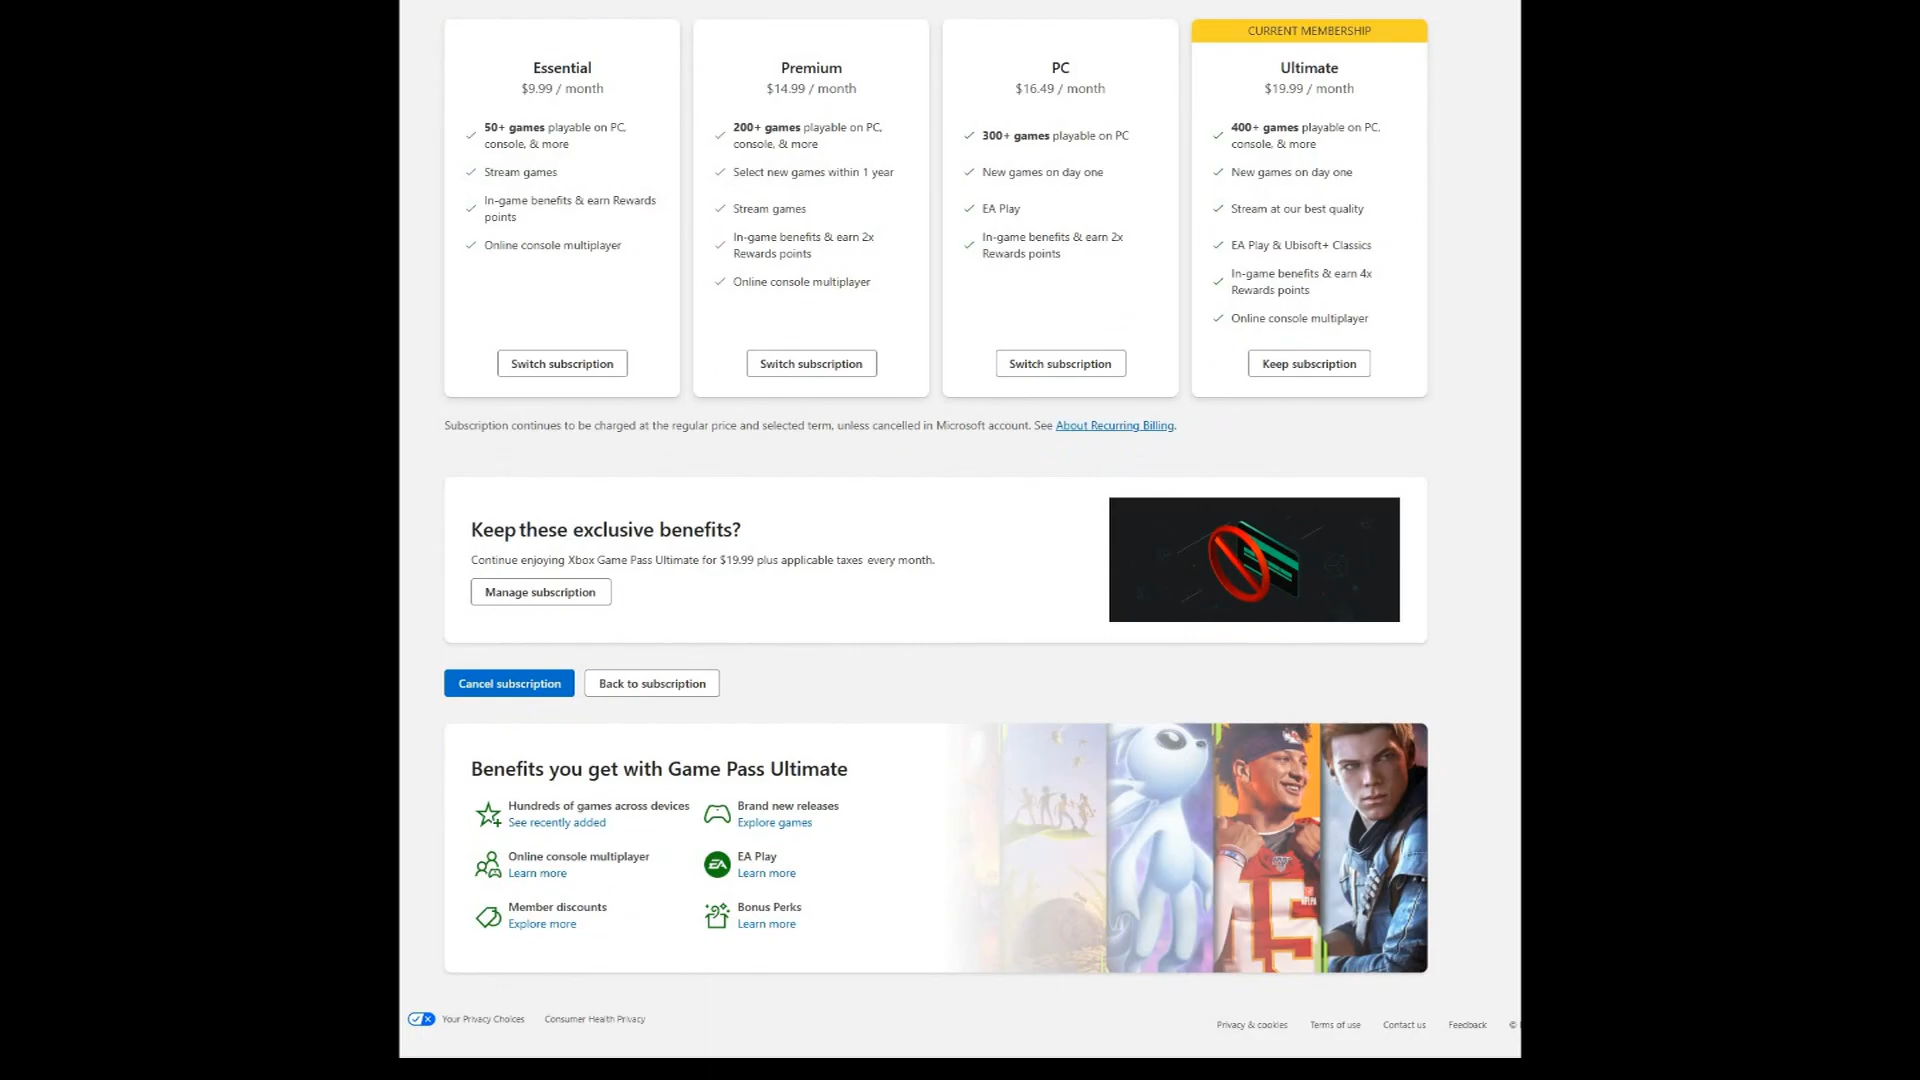 CURRENT MEMBERSHIP
Essential
$9.99 / month
50+ games playable on PC,
console, & more
Stream games
In-game benefits & earn Rewards
points
Online console multiplayer
Switch subscription
Premium
$14.99 / month
200+ games playable on PC,
console, & more
Select new games within 1 year
Stream games
In-game benefits & earn 2x
Rewards points
Online console multiplayer
Switch subscription
PC
$16.49 / month
300+ games playable on PC
New games on day one
EA Play
In-game benefits & earn 2x
Rewards points
Switch subscription
Ultimate
$19.99 / month
400+ games playable on PC,
console, & more
New games on day one
Stream at our best quality
EA Play & Ubisoft+ Classics
In-game benefits & earn 4x
Rewards points
Online console multiplayer
Keep subscription
Subscription continues to be charged at the regular price and selected term, unless cancelled in Microsoft account. See About Recurring Billing.
Keep these exclusive benefits?
Continue enjoying Xbox Game Pass Ultimate for $19.99 plus applicable taxes every month.
Manage subscription
Cancel subscription
Back to subscription
Benefits you get with Game Pass Ultimate
Hundreds of games across devices
See recently added
Brand new releases
Explore games
Online console multiplayer
Learn more
EA
EA Play
Learn more
Member discounts
Explore more
Bonus Perks
Learn more
15
Your Privacy Choices
Consumer Health Privacy
Privacy & cookies
Terms of use
Contact us
Feedback
©